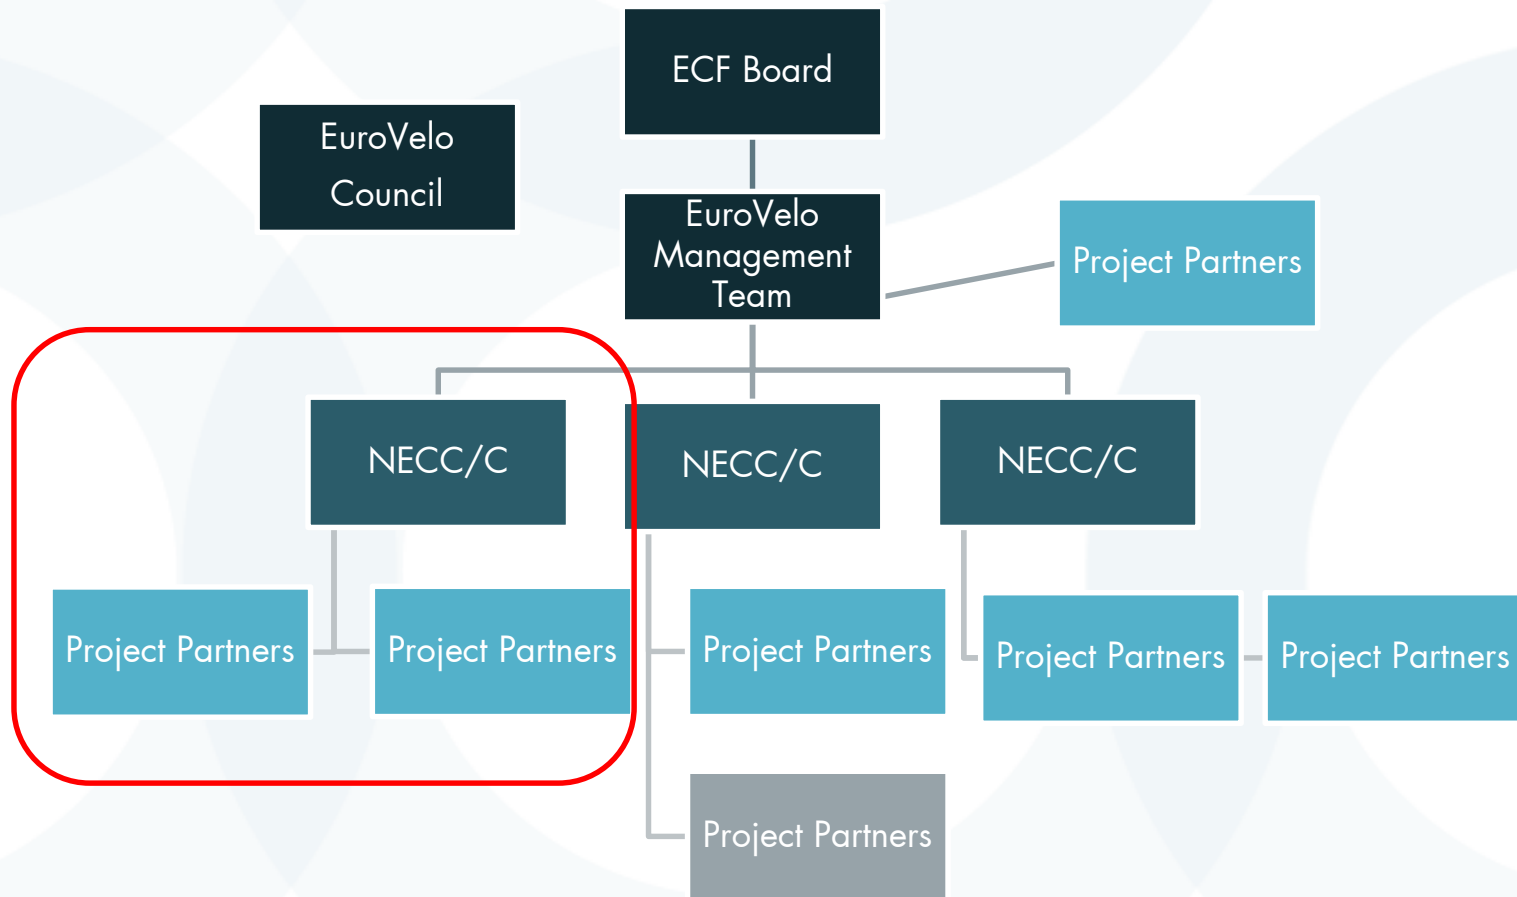 ECF Board
EuroVelo
Council
EuroVelo
Management
Team
Project Partners
NECC/C
NECC/C
NECC/C
Project Partners
Project Partners
Project Partners
Project Partners
Project Partners
Project Partners